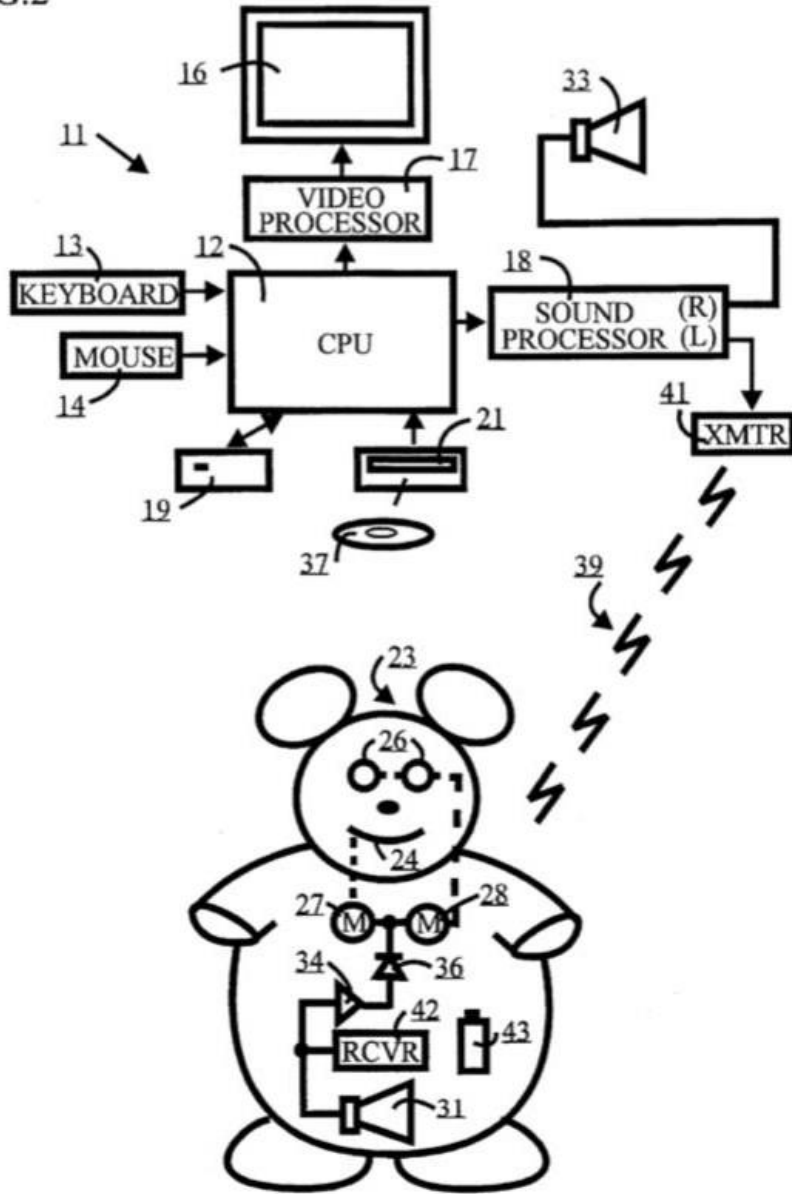 16
33
11
17
VIDEO
PROCESSOR
13
12
18
KEYBOARD
SOUND (R)
PROCESSOR (L)
CPU
MOUSE
14
41
XMTR
21
19
37
39
23
26
24
27
M
M
28
34
36
42
RCVR
43
31